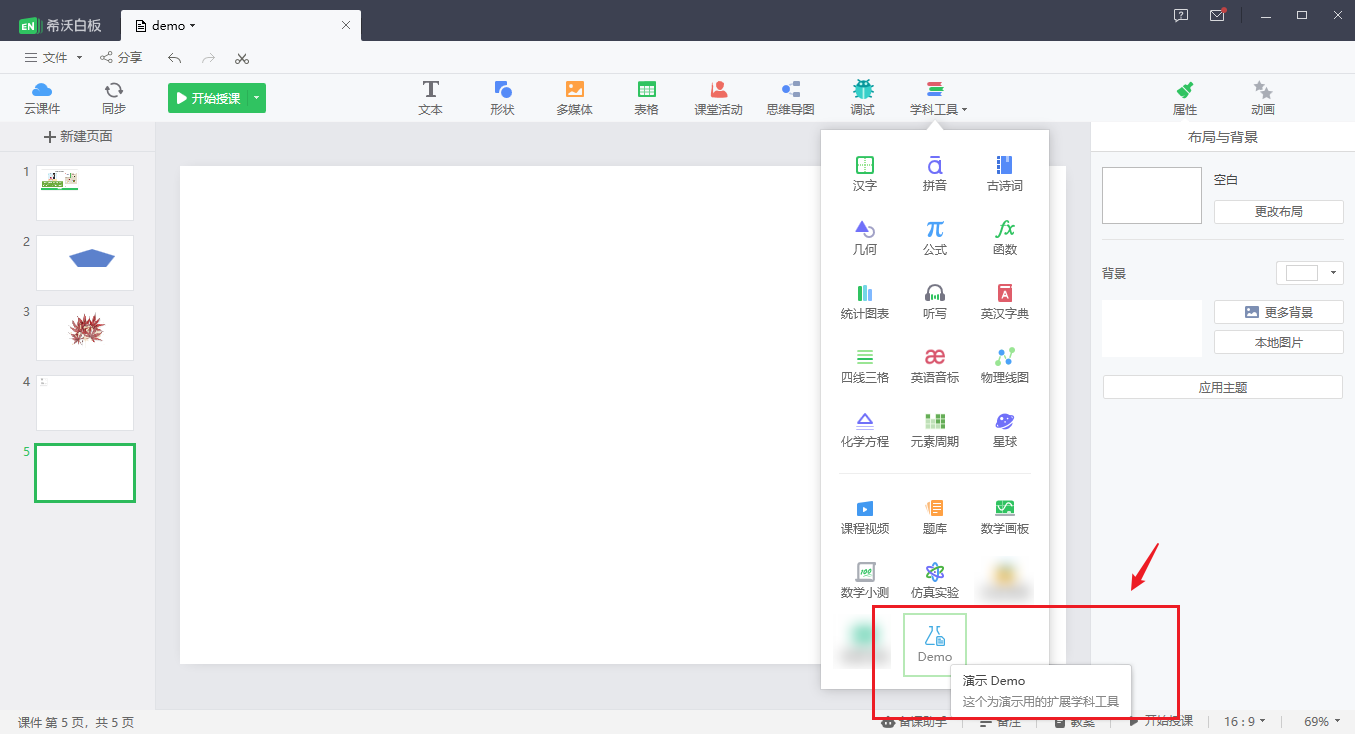 EN 希沃白板
demo
文件 分享
云课件 同步 开始授课 文本 形状 多媒体 表格 课堂活动 思维导图 调试 学科工具 属性 动画
新建页面
布局与背景
1
2
3
4
5
汉字 拼音 古诗词
几何 公式 函数
统计图表 听写 英汉字典
四线三格 英语音标 物理线图
化学方程 元素周期 星球
课程视频 题库 数学画板
数学小测 仿真实验
Demo
演示 Demo
这个为演示用的扩展学科工具
空白
更改布局
背景
更多背景
本地图片
应用主题
课件 第 5 页，共 5 页
备课助手 备注 教案 开始授课 16 : 9 69%